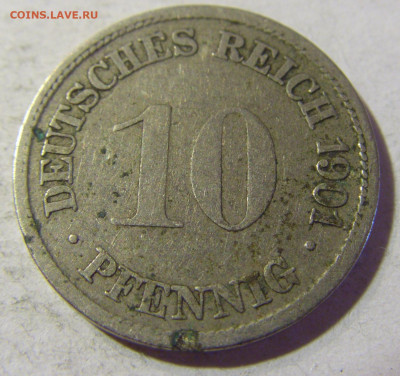 COINS.LAVE.RU
DEUTSCHES REICH 1901
10
· PFENNIG ·